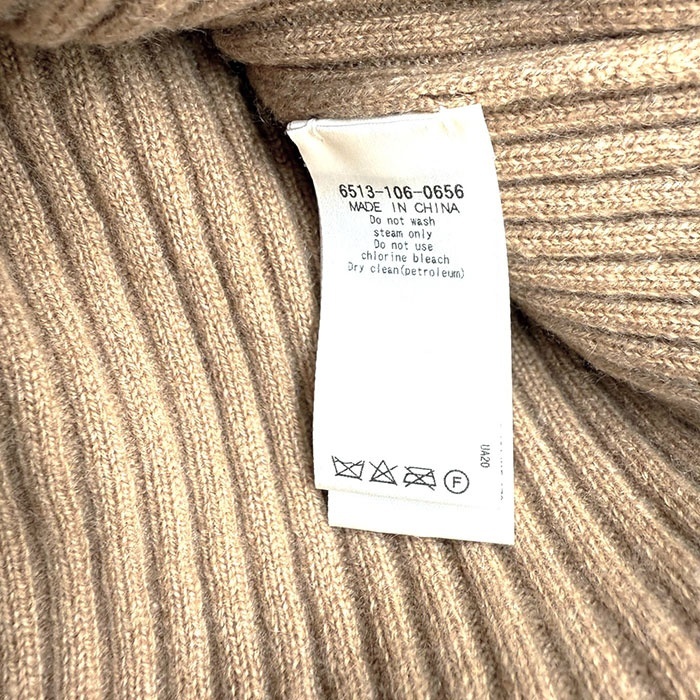 6513-106-0656
MADE IN CHINA
Do not wash
steam only
Do not use
chlorine bleach
Dry clean(petroleum)
UA20
F